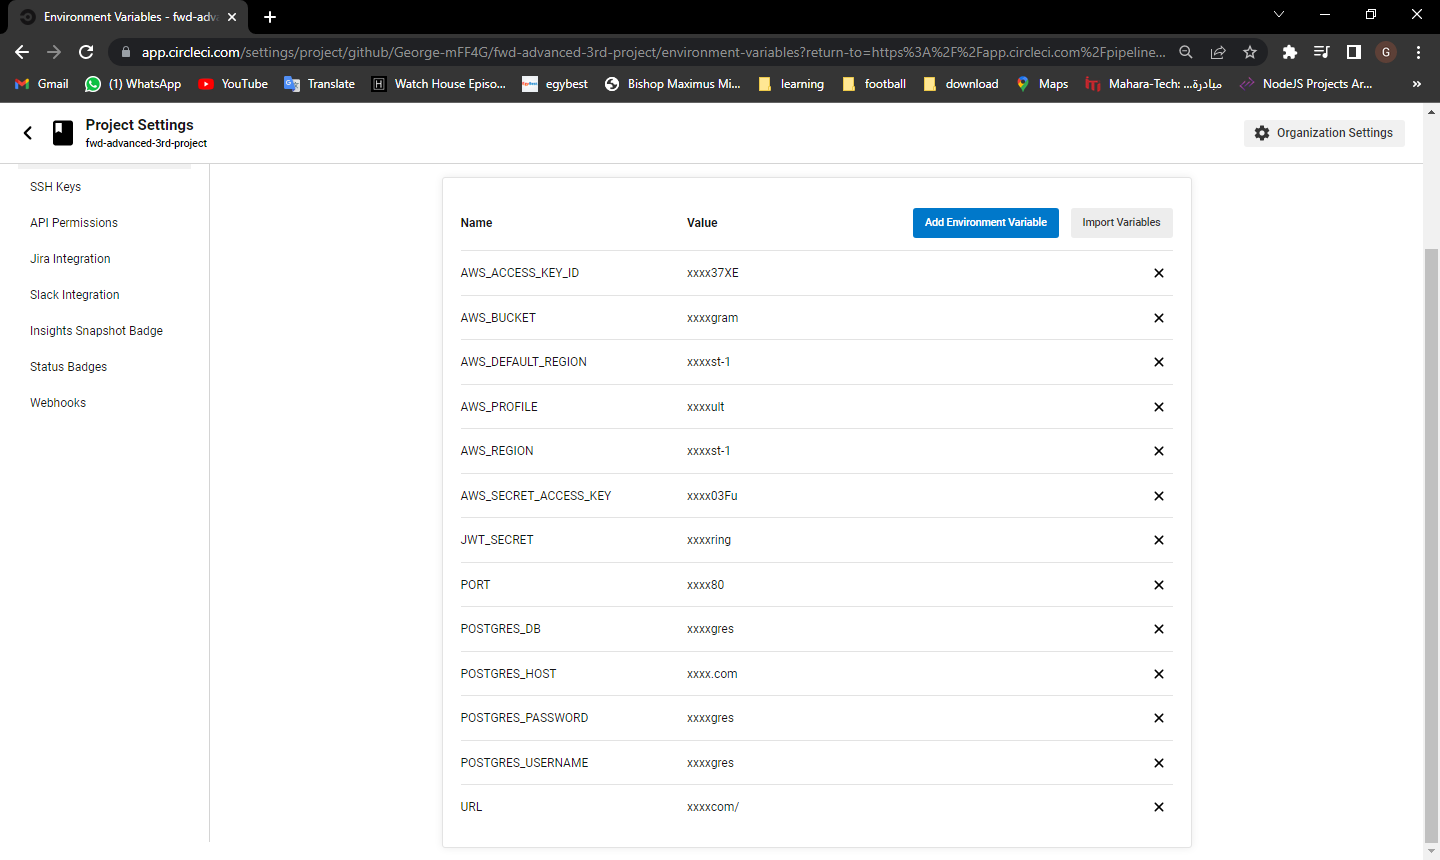 Environment Variables - fwd-adva
app.circleci.com/settings/project/github/George-mFF4G/fwd-advanced-3rd-project/environment-variables?return-to=https%3A%2F%2Fapp.circleci.com%2Fpipeline...
G
Gmail (1) WhatsApp YouTube Translate Watch House Episo... egybest Bishop Maximus Mi... learning football download Maps Mahara-Tech: ...مبادرة NodeJS Projects Ar... »
Project Settings
fwd-advanced-3rd-project
Organization Settings
SSH Keys
API Permissions
Jira Integration
Slack Integration
Insights Snapshot Badge
Status Badges
Webhooks
Name Value Add Environment Variable Import Variables
AWS_ACCESS_KEY_ID xxxx37XE
AWS_BUCKET xxxxgram
AWS_DEFAULT_REGION xxxxst-1
AWS_PROFILE xxxxult
AWS_REGION xxxxst-1
AWS_SECRET_ACCESS_KEY xxxx03Fu
JWT_SECRET xxxxring
PORT xxxx80
POSTGRES_DB xxxxgres
POSTGRES_HOST xxxx.com
POSTGRES_PASSWORD xxxxgres
POSTGRES_USERNAME xxxxgres
URL xxxxcom/